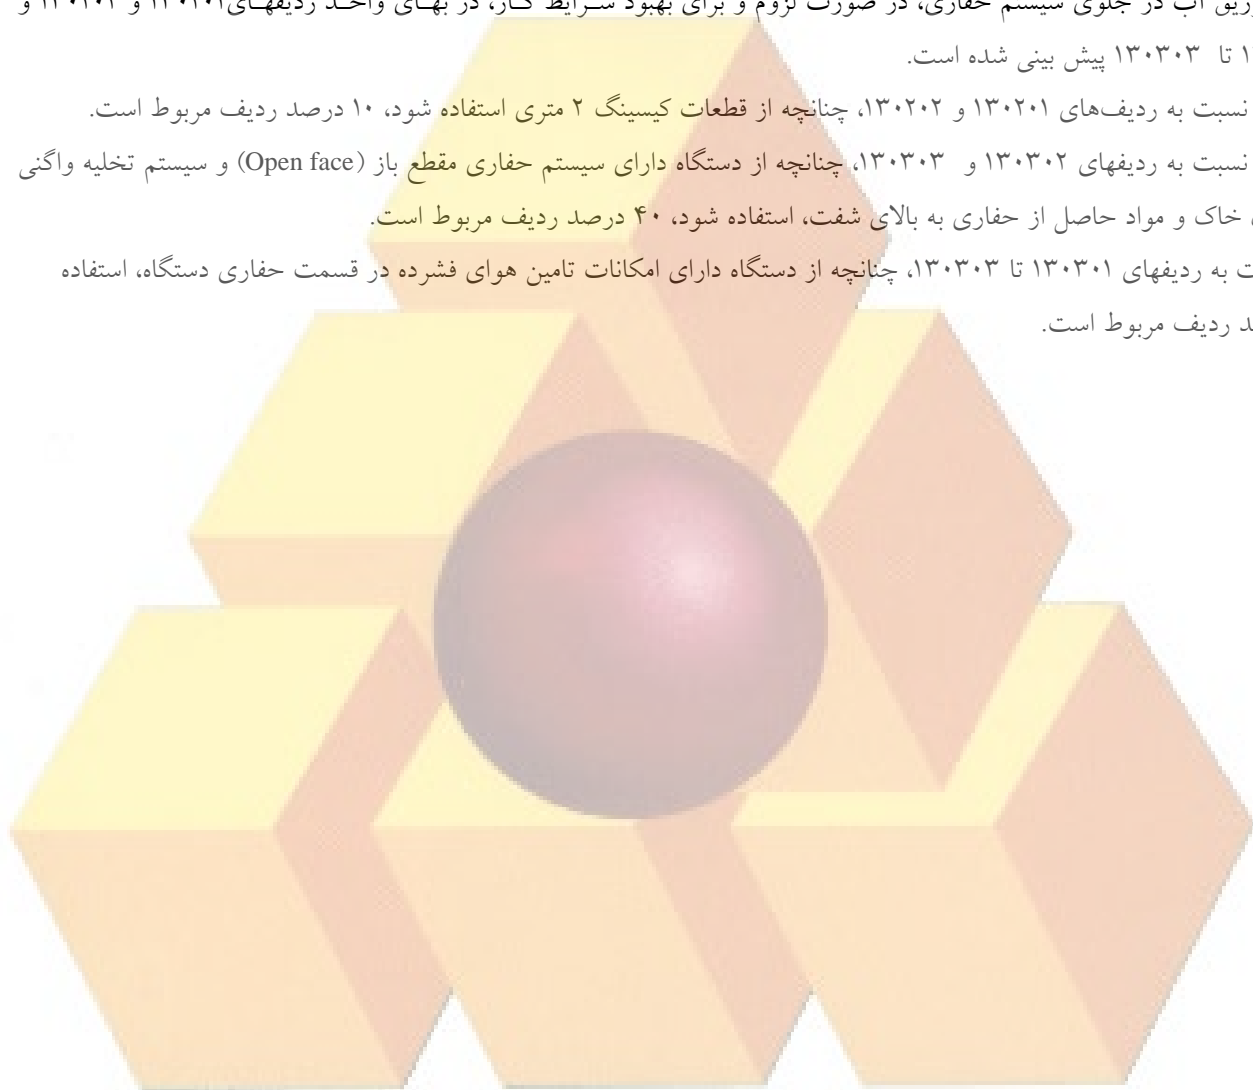 آب در جلوی سیستم حفاری، در صورت لزوم و برای بهبود شرایط کار، در بهای واحد ردیفهای ۱۳۰۲۰۱ و ۱۳۰۲۰۲ و
تا ۱۳۰۳۰۳ پیش بینی شده است.
نسبت به ردیف‌های ۱۳۰۲۰۱ و ۱۳۰۲۰۲، چنانچه از قطعات کیسینگ ۲ متری استفاده شود، ۱۰ درصد ردیف مربوط است.
نسبت به ردیفهای ۱۳۰۳۰۲ و ۱۳۰۳۰۳، چنانچه از دستگاه دارای سیستم حفاری مقطع باز (Open face) و سیستم تخلیه واگنی
خاک و مواد حاصل از حفاری به بالای شفت، استفاده شود، ۴۰ درصد ردیف مربوط است.
به ردیفهای ۱۳۰۳۰۱ تا ۱۳۰۳۰۳، چنانچه از دستگاه دارای امکانات تامین هوای فشرده در قسمت حفاری دستگاه، استفاده
ردیف مربوط است.